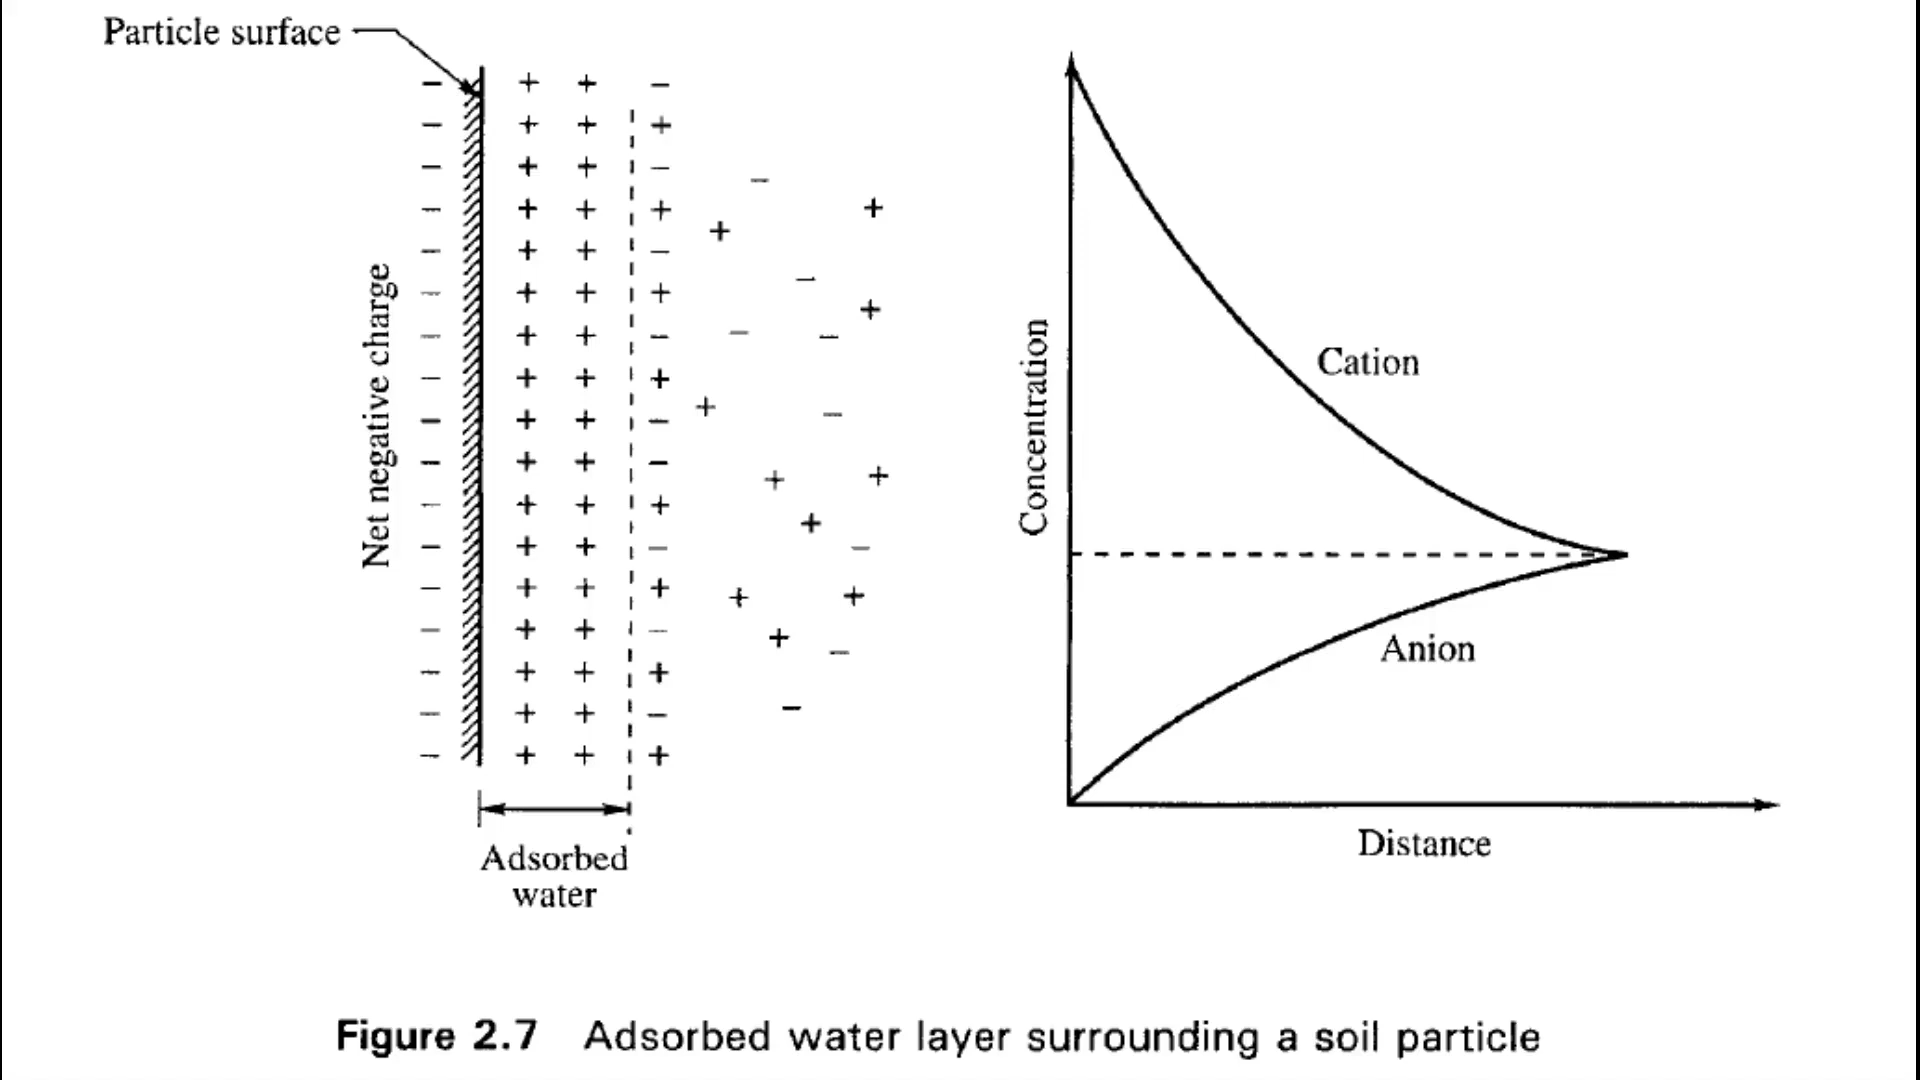 Particle surface
Net negative charge
Adsorbed
water
Concentration
Cation
Anion
Distance
Figure 2.7 Adsorbed water layer surrounding a soil particle